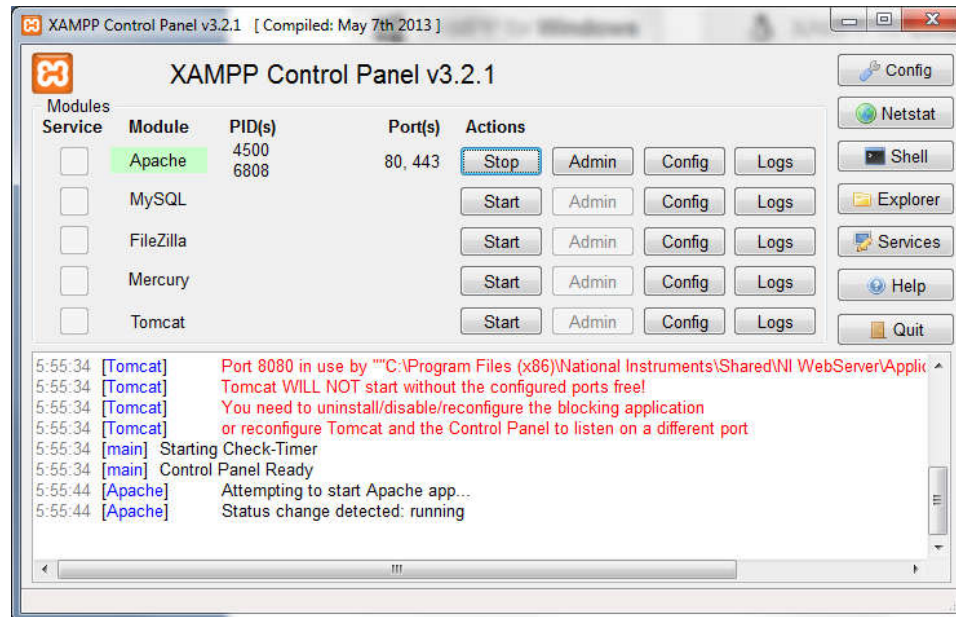 XAMPP Control Panel v3.2.1 [ Compiled: May 7th 2013 ]
XAMPP Control Panel v3.2.1
Config
Modules
Service Module PID(s) Port(s) Actions
Netstat
Apache 4500 6808 80, 443 Stop Admin Config Logs
Shell
MySQL Start Admin Config Logs
Explorer
FileZilla Start Admin Config Logs
Services
Mercury Start Admin Config Logs
Help
Tomcat Start Admin Config Logs
Quit
5:55:34 [Tomcat] Port 8080 in use by ""C:\Program Files (x86)\National Instruments\Shared\NI WebServer\Applic
5:55:34 [Tomcat] Tomcat WILL NOT start without the configured ports free!
5:55:34 [Tomcat] You need to uninstall/disable/reconfigure the blocking application
5:55:34 [Tomcat] or reconfigure Tomcat and the Control Panel to listen on a different port
5:55:34 [main] Starting Check-Timer
5:55:34 [main] Control Panel Ready
5:55:44 [Apache] Attempting to start Apache app...
5:55:44 [Apache] Status change detected: running